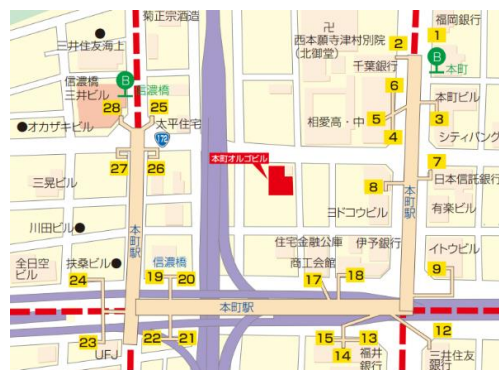 菊正宗酒造
卍
福岡銀行
1
三井住友海上
西本願寺津村別院
(北御堂)
2
千葉銀行
B
本町
信濃橋
三井ビル
B
信濃橋
6
28
25
本町ビル
オカザキビル
太平住宅
相愛高・中
5
4
3
シティバンク
172
本町オルゴビル
27
26
7
三晃ビル
8
日本信託銀行
本町駅
有楽ビル
川田ビル
ヨドコウビル
本町駅
全日空
ビル
扶桑ビル
信濃橋
住宅金融公庫
伊予銀行
イトウビル
商工会館
24
19
20
17
18
9
本町駅
23
22
21
15
13
12
UFJ
14
福井
銀行
三井住友
銀行